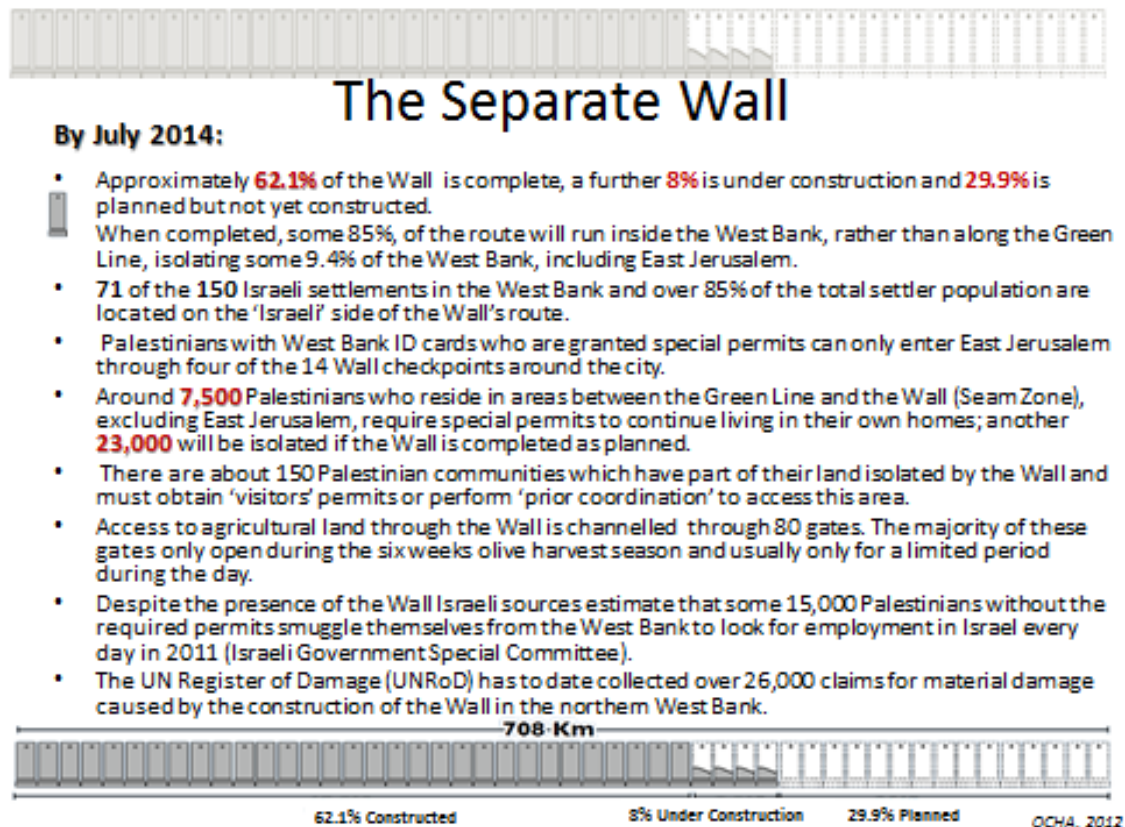 The Separate Wall
By July 2014:
• Approximately 62.1% of the Wall is complete, a further 8% is under construction and 29.9% is
planned but not yet constructed.
When completed, some 85%, of the route will run inside the West Bank, rather than along the Green
Line, isolating some 9.4% of the West Bank, including East Jerusalem.
• 71 of the 150 Israeli settlements in the West Bank and over 85% of the total settler population are
located on the 'Israeli' side of the Wall's route.
• Palestinians with West Bank ID cards who are granted special permits can only enter East Jerusalem
through four of the 14 Wall checkpoints around the city.
• Around 7,500 Palestinians who reside in areas between the Green Line and the Wall (Seam Zone),
excluding East Jerusalem, require special permits to continue living in their own homes; another
23,000 will be isolated if the Wall is completed as planned.
• There are about 150 Palestinian communities which have part of their land isolated by the Wall and
must obtain 'visitors' permits or perform 'prior coordination' to access this area.
• Access to agricultural land through the Wall is channelled through 80 gates. The majority of these
gates only open during the six weeks olive harvest season and usually only for a limited period
during the day.
• Despite the presence of the Wall Israeli sources estimate that some 15,000 Palestinians without the
required permits smuggle themselves from the West Bank to look for employment in Israel every
day in 2011 (Israeli Government Special Committee).
• The UN Register of Damage (UNRoD) has to date collected over 26,000 claims for material damage
caused by the construction of the Wall in the northern West Bank.
708 Km
62.1% Constructed 8% Under Construction 29.9% Planned
OCHA, 2012